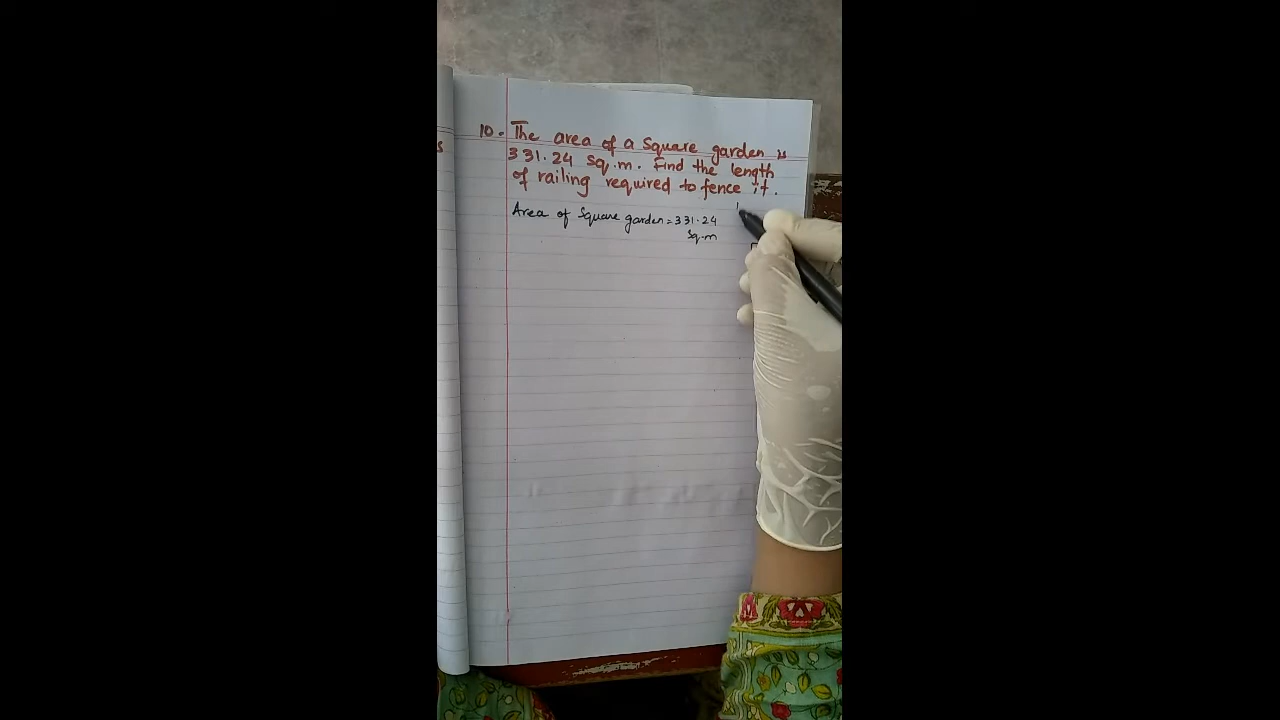 10. The area of a square garden is
s
331.24 sq.m. Find the length
of railing required to fence it.
Area of Square garden = 331.24
Sq.m